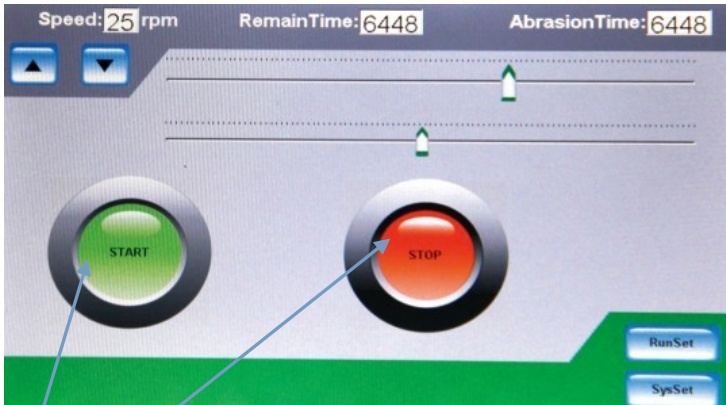 Speed: 25 rpm RemainTime: 6448 AbrasionTime: 6448
START STOP
RunSet
SysSet